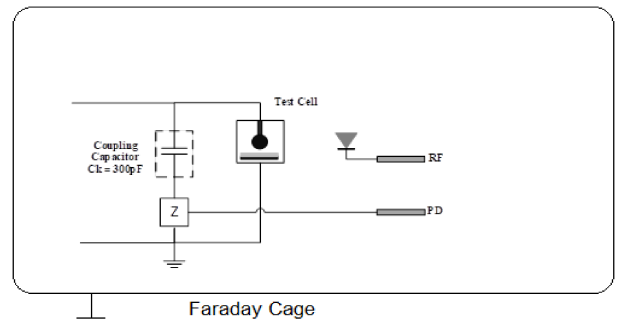 Test Cell
Coupling
Capacitor
Ck = 300pF
RF
Z
PD
Faraday Cage